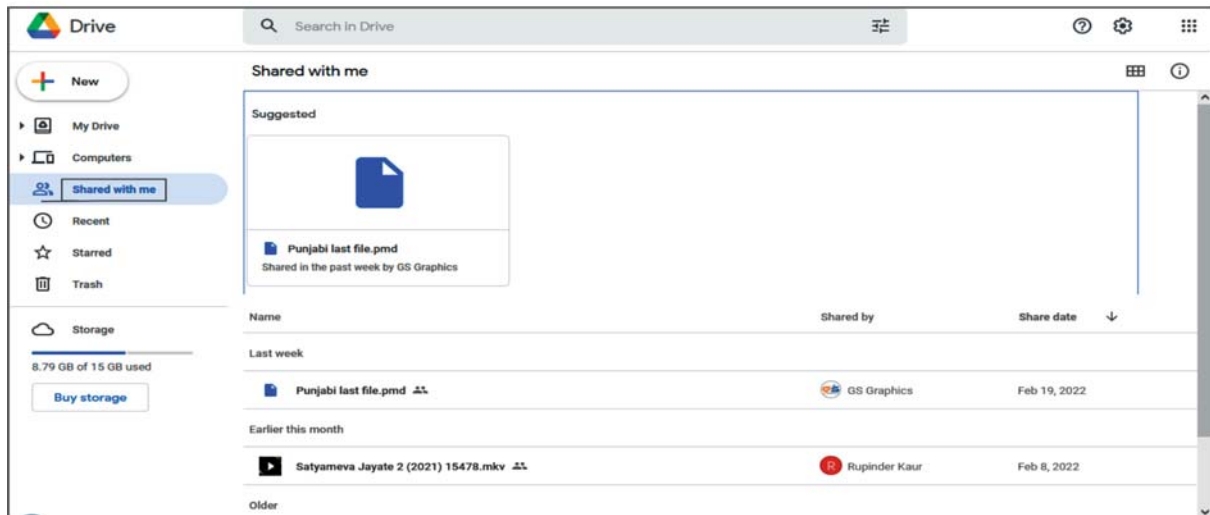 Drive
Search in Drive
New
My Drive
Computers
Shared with me
Recent
Starred
Trash
Storage
8.79 GB of 15 GB used
Buy storage
Shared with me
Suggested
Punjabi last file.pmd
Shared in the past week by GS Graphics
Name Shared by Share date
Last week
Punjabi last file.pmd GS Graphics Feb 19, 2022
Earlier this month
Satyameva Jayate 2 (2021) 15478.mkv R Rupinder Kaur Feb 8, 2022
Older